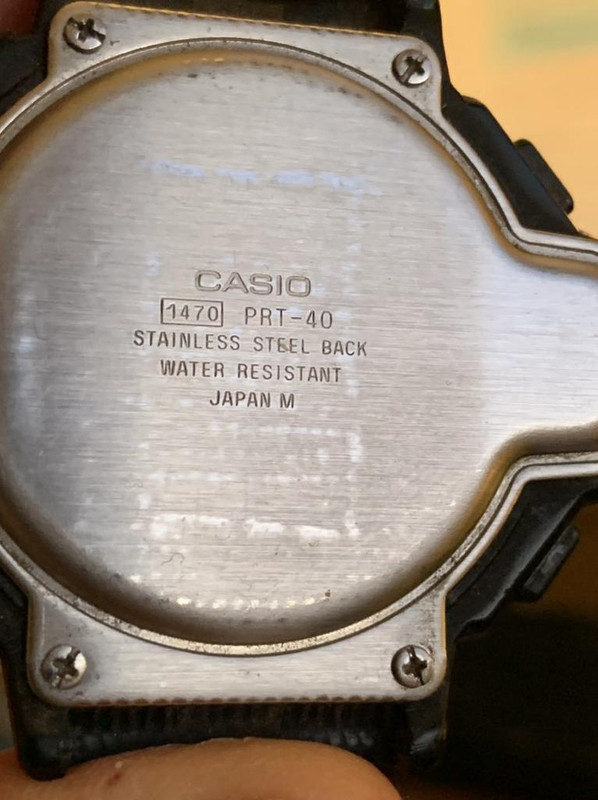 CASIO
1470 PRT-40
STAINLESS STEEL BACK
WATER RESISTANT
JAPAN M